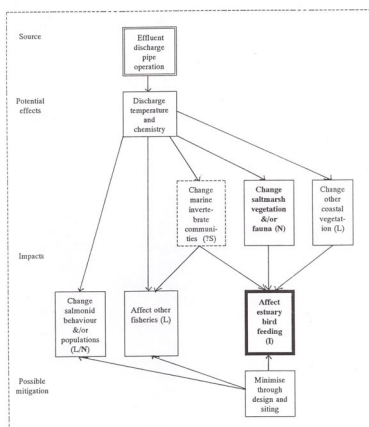 Source
Effluent
discharge
pipe
operation
Potential
effects
Discharge
temperature
and
chemistry
Change
marine
inverte-
brate
communi-
ties (?S)
Change
saltmarsh
vegetation
&/or
fauna (N)
Change
other
coastal
vegetat-
ion (L)
Impacts
Change
salmonid
behaviour
&/or
populations
(L/N)
Affect other
fisheries (L)
Affect
estuary
bird
feeding
(I)
Possible
mitigation
Minimise
through
design and
siting